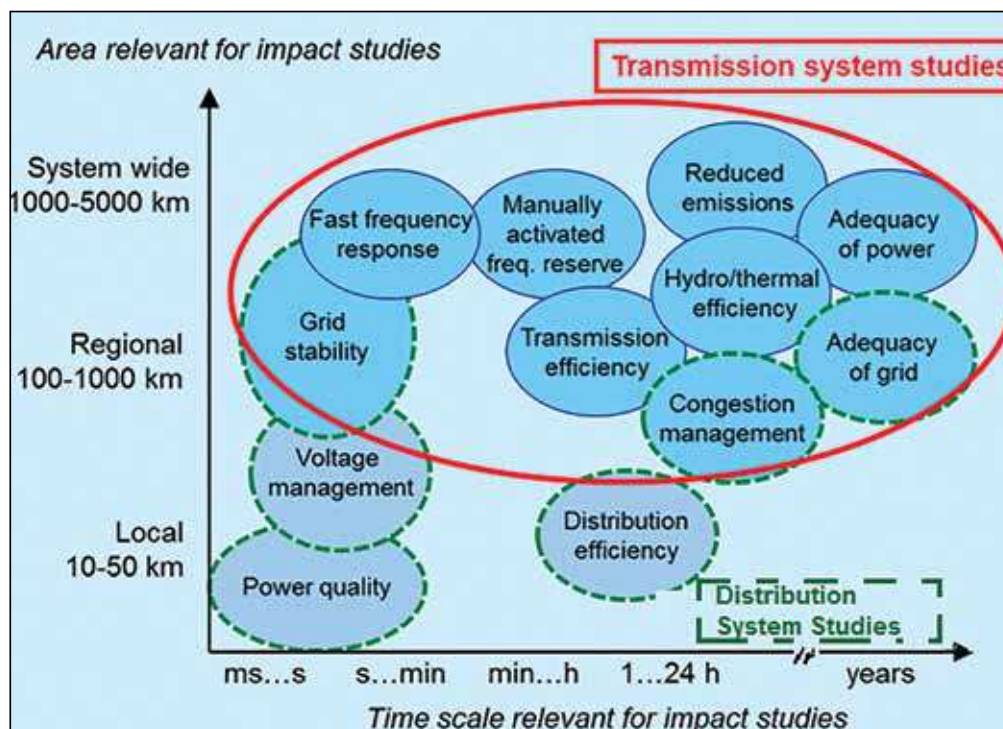 Area relevant for impact studies
Transmission system studies
System wide
1000-5000 km
Regional
100-1000 km
Local
10-50 km
Fast frequency
response
Manually
activated
freq. reserve
Reduced
emissions
Adequacy
of power
Hydro/thermal
efficiency
Grid
stability
Transmission
efficiency
Adequacy
of grid
Congestion
management
Voltage
management
Distribution
efficiency
Power quality
Distribution
System Studies
ms...s
s...min
min...h
1...24 h
years
Time scale relevant for impact studies